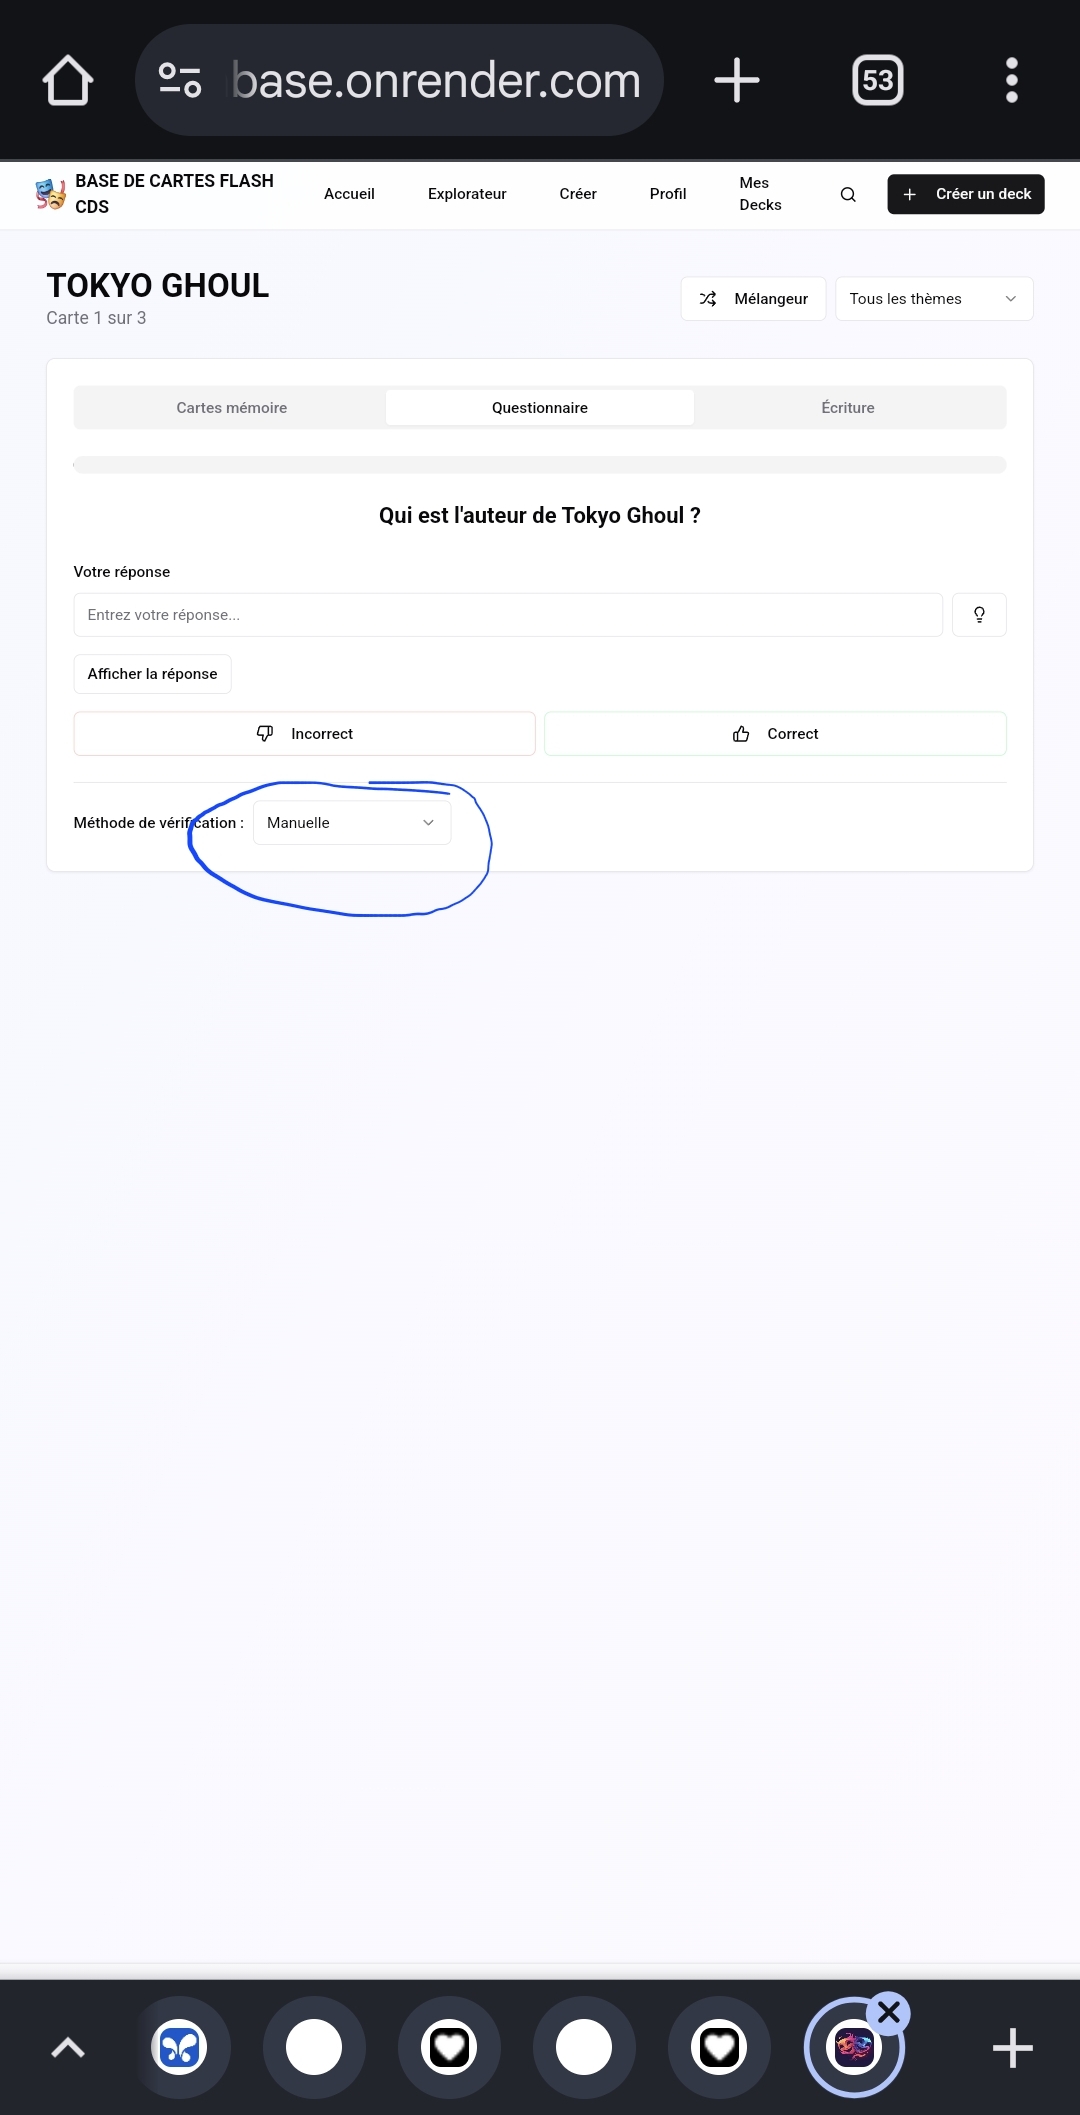 base.onrender.com
53
BASE DE CARTES FLASH
CDS
Accueil
Explorateur
Créer
Profil
Mes
Decks
Créer un deck
TOKYO GHOUL
Carte 1 sur 3
Mélangeur
Tous les thèmes
Cartes mémoire
Questionnaire
Écriture
Qui est l'auteur de Tokyo Ghoul ?
Votre réponse
Entrez votre réponse...
Afficher la réponse
Incorrect
Correct
Méthode de vérification :
Manuelle